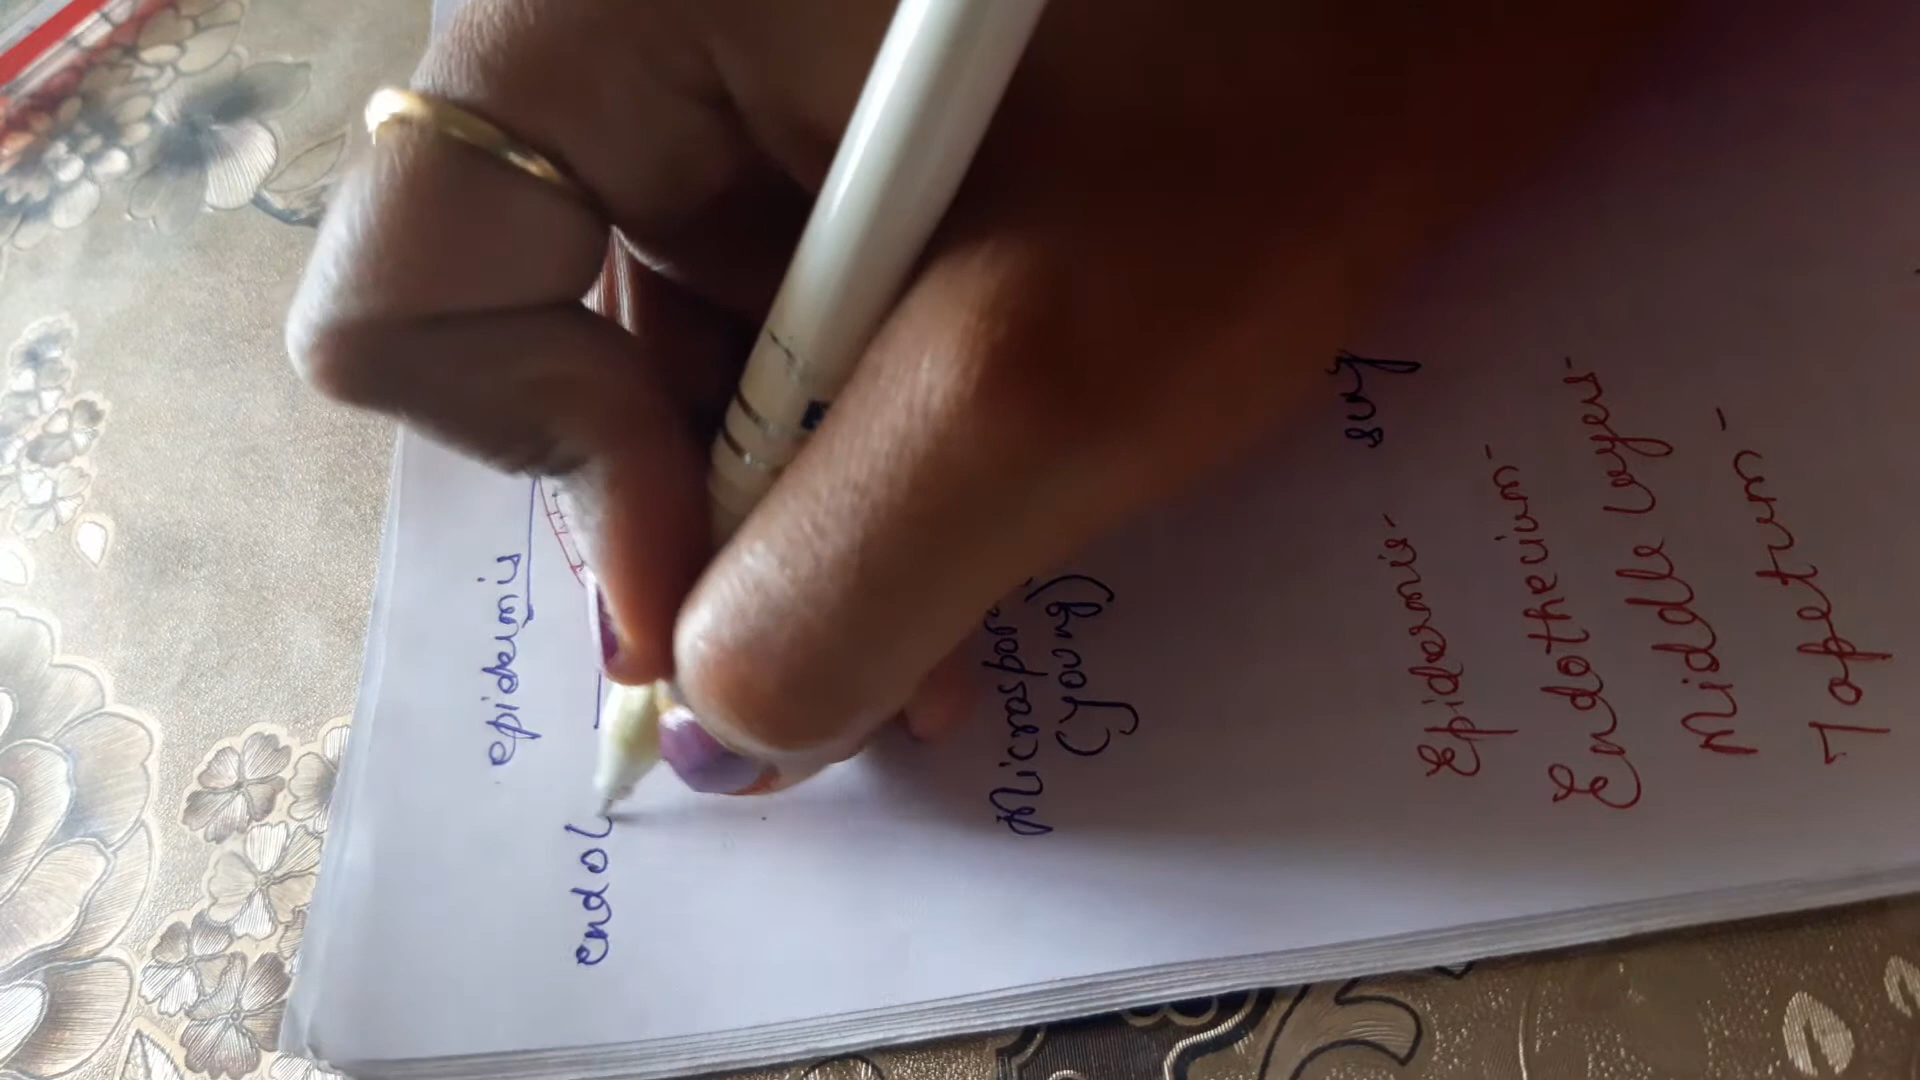 epidermis
endo
Microspor
(young)
Epidermis-
Endothecium-
Middle layers-
Tapetum-